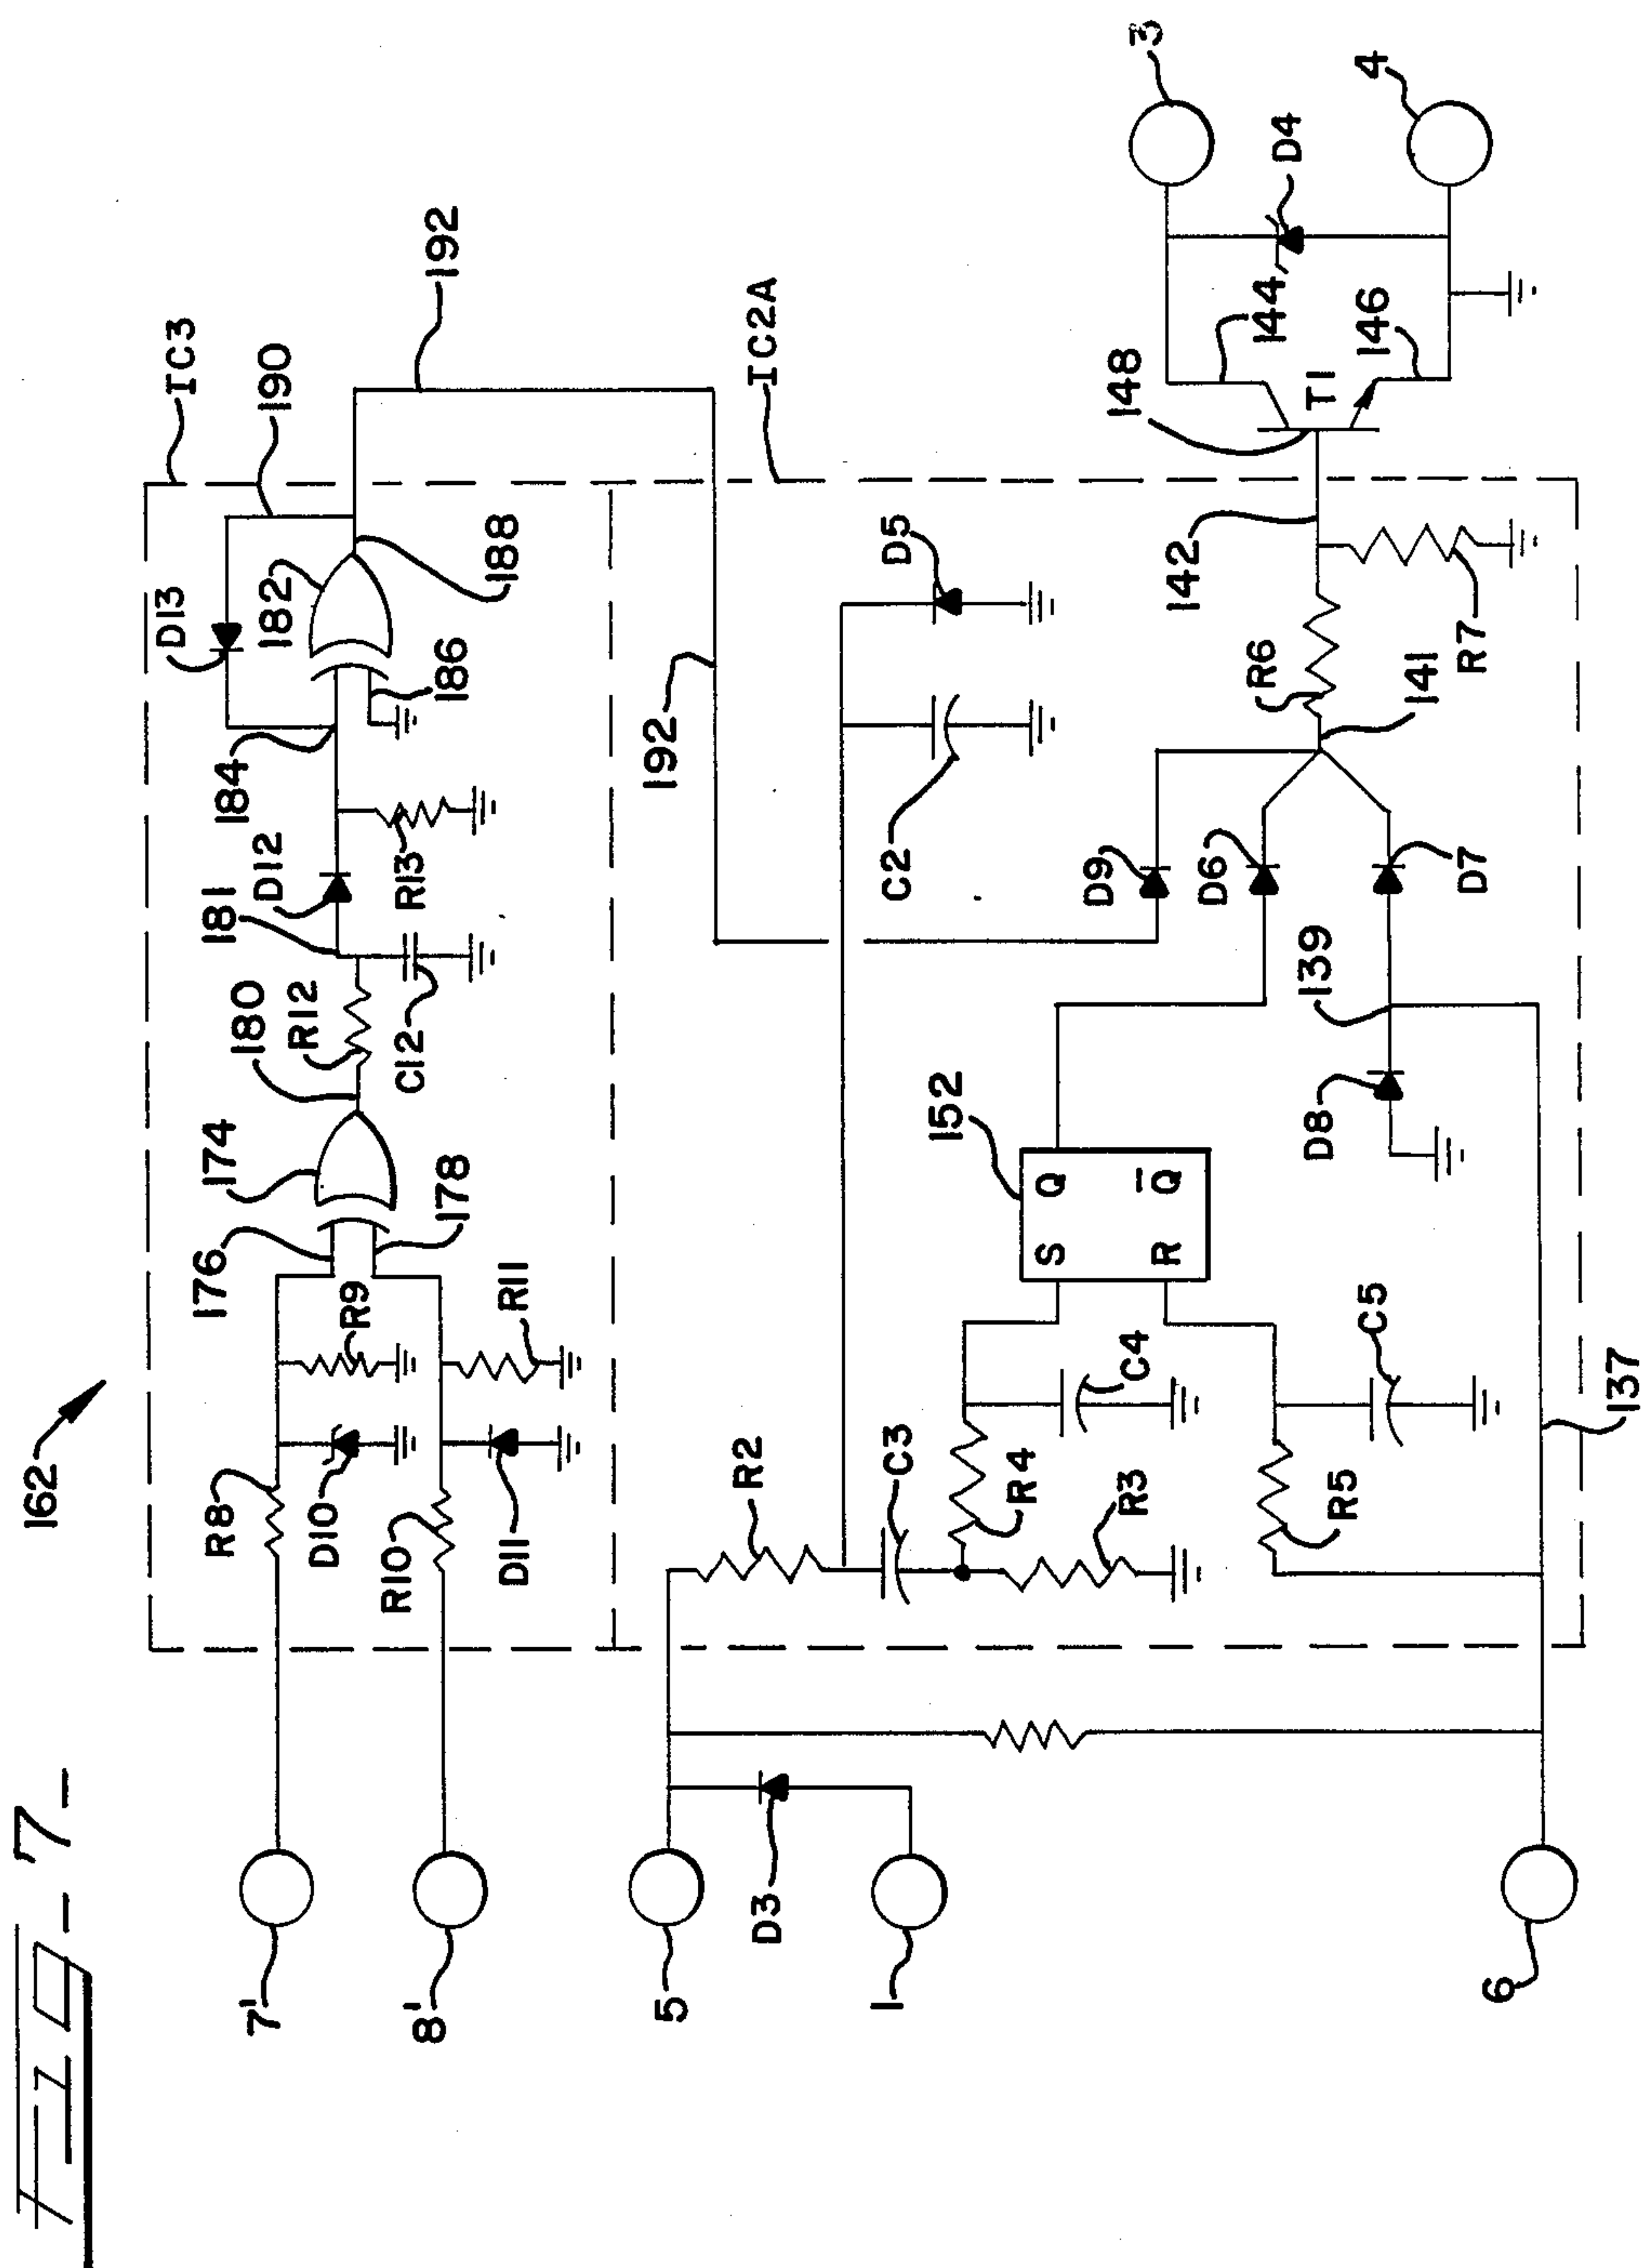 FIG-7-
162
IC3
190
192
D13
182
188
186
184
D12
181
R13
180
R12
C12
174
176
178
R9
R11
R8
D10
R10
D11
7'
8'
192
IC2A
D5
C2
R2
C3
R4
R3
C4
152
S Q
R Q̅
R5
C5
D9
D6
D7
139
D8
141
R6
142
R7
148
T1
144
146
D4
3
4
5
D3
1
6
137